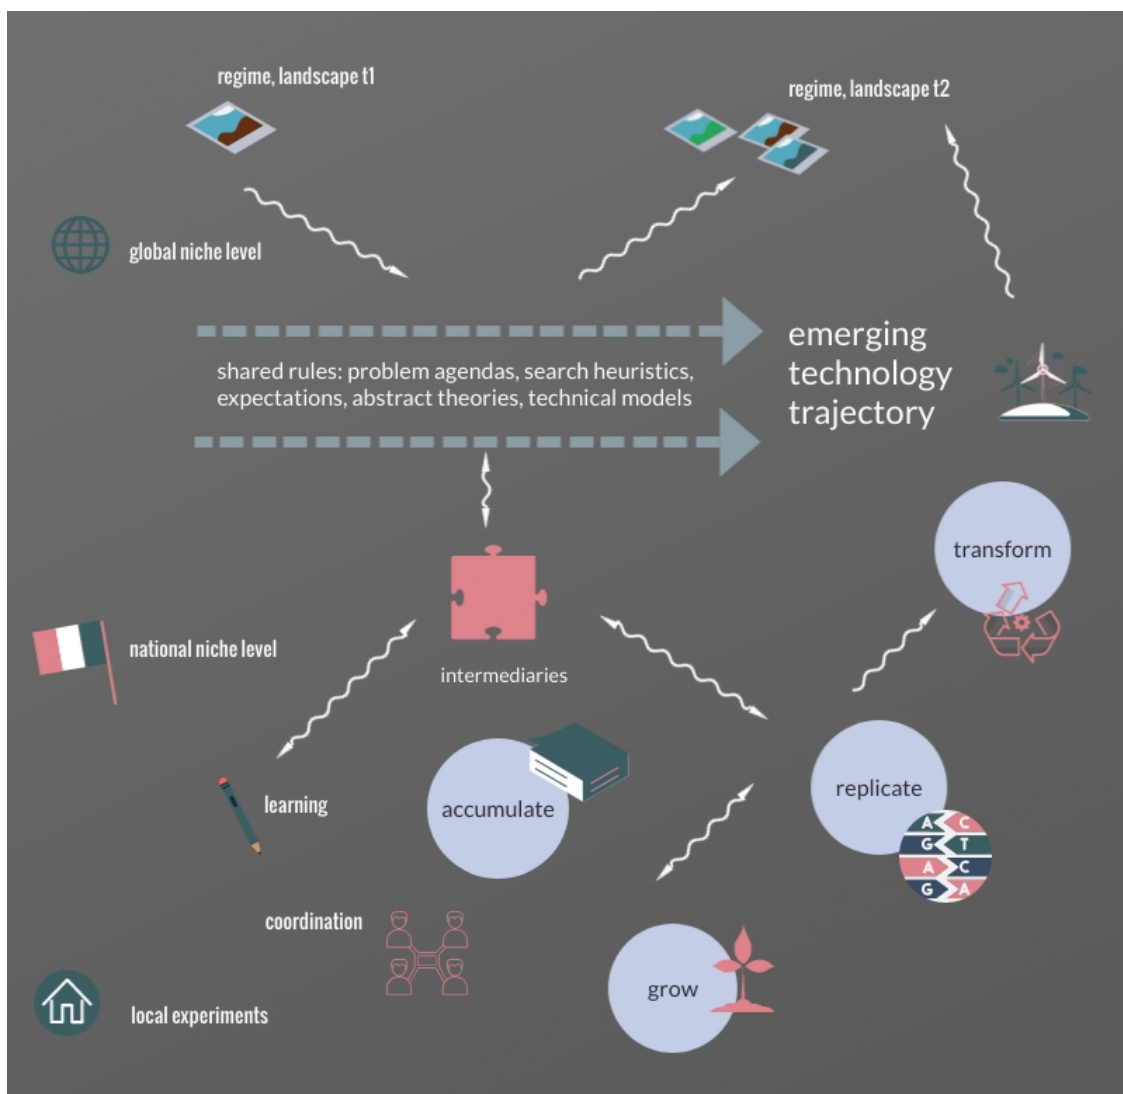 regime, landscape t1
regime, landscape t2
global niche level
shared rules: problem agendas, search heuristics,
expectations, abstract theories, technical models
emerging
technology
trajectory
transform
national niche level
intermediaries
learning
accumulate
replicate
A C
G T
A C
G A
coordination
grow
local experiments